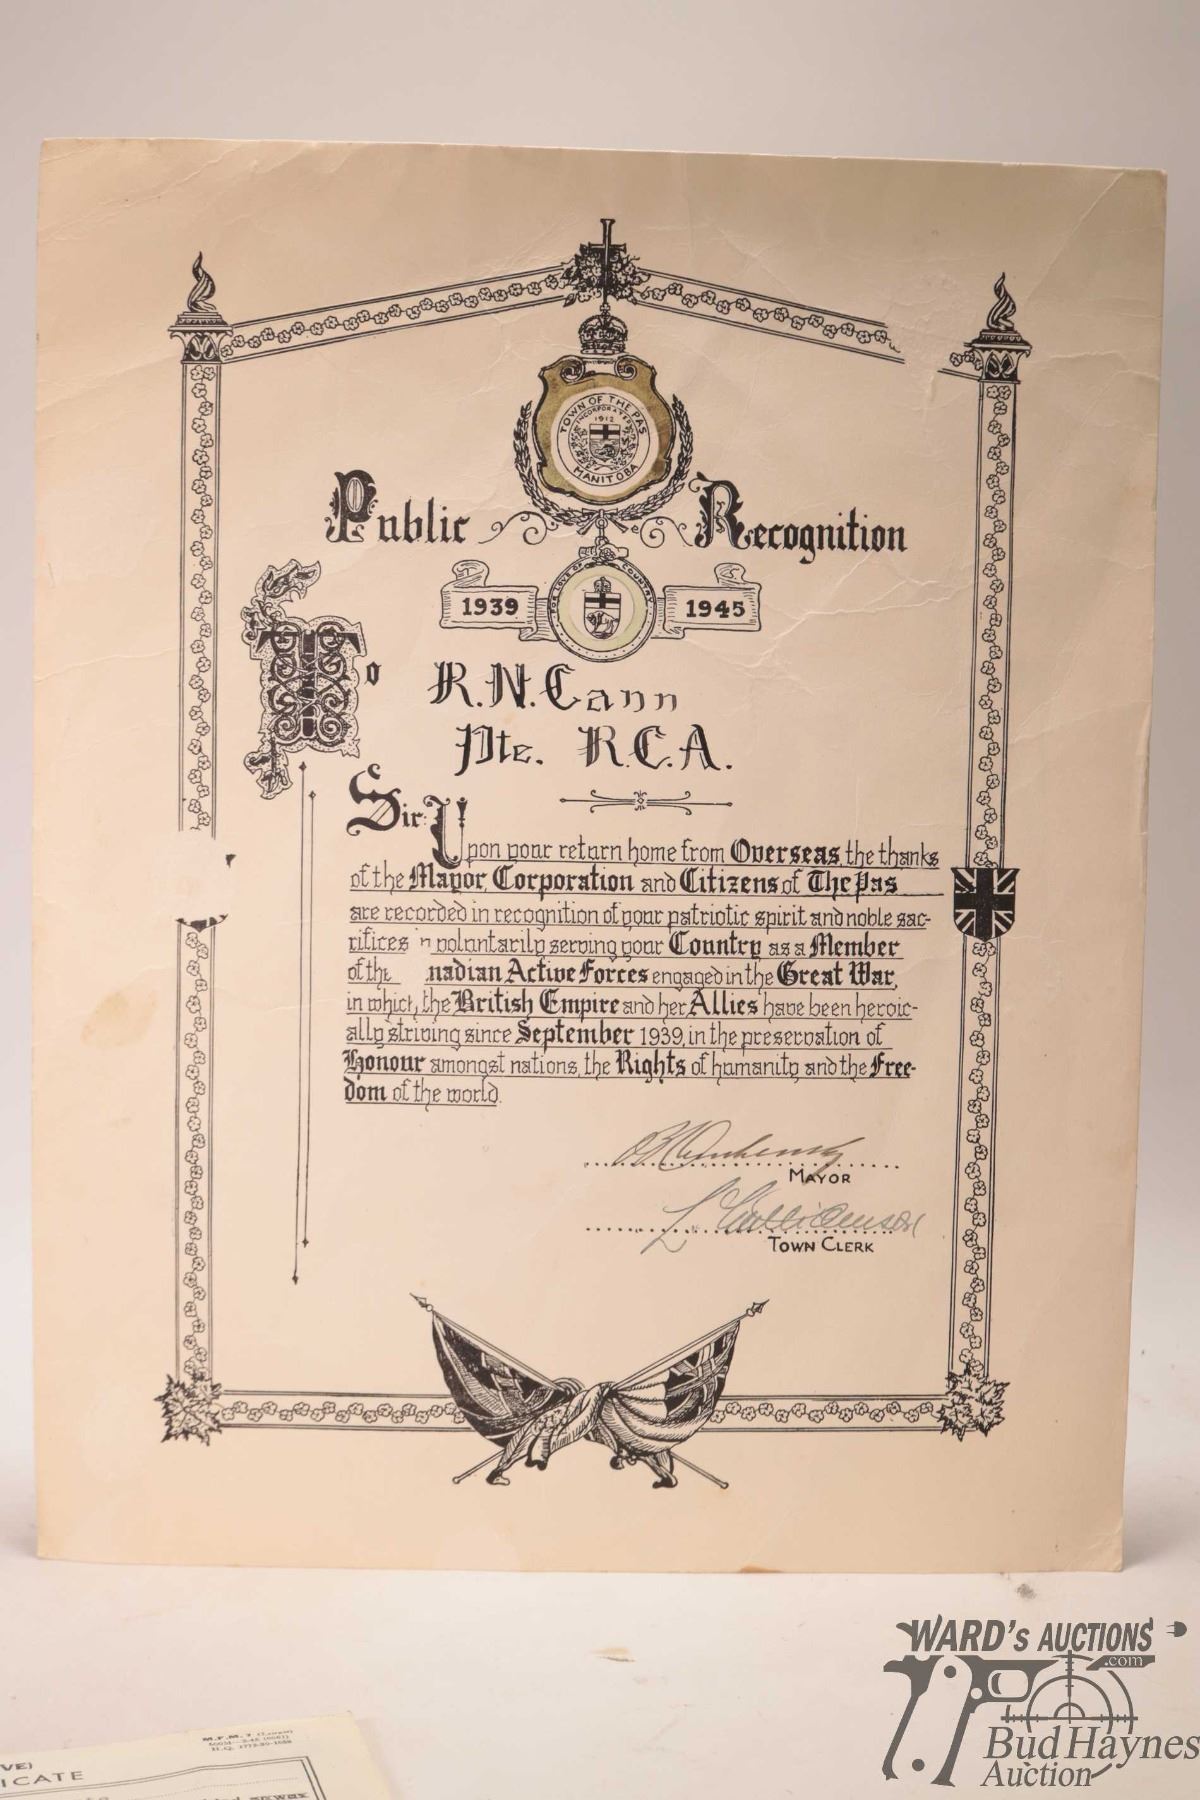 TOWN OF THE PAS
INCORPORATED
1912
MANITOBA
Public Recognition
FOR LOVE OF COUNTRY
1939 1945
To R.N. Cann
Pte. R.C.A.
Sir: Upon your return home from Overseas, the thanks
of the Mayor, Corporation and Citizens of The Pas
are recorded in recognition of your patriotic spirit and noble sac-
rifices n voluntarily serving your Country as a Member
of the nadian Active Forces engaged in the Great War,
in which, the British Empire and her Allies have been heroic-
ally striving since September 1939, in the preservation of
Honour amongst nations, the Rights of humanity and the Free-
dom of the world.
MAYOR
TOWN CLERK
M.F.M. 7
VE)
ICATE
WARD's AUCTIONS
.com
Bud Haynes
Auction